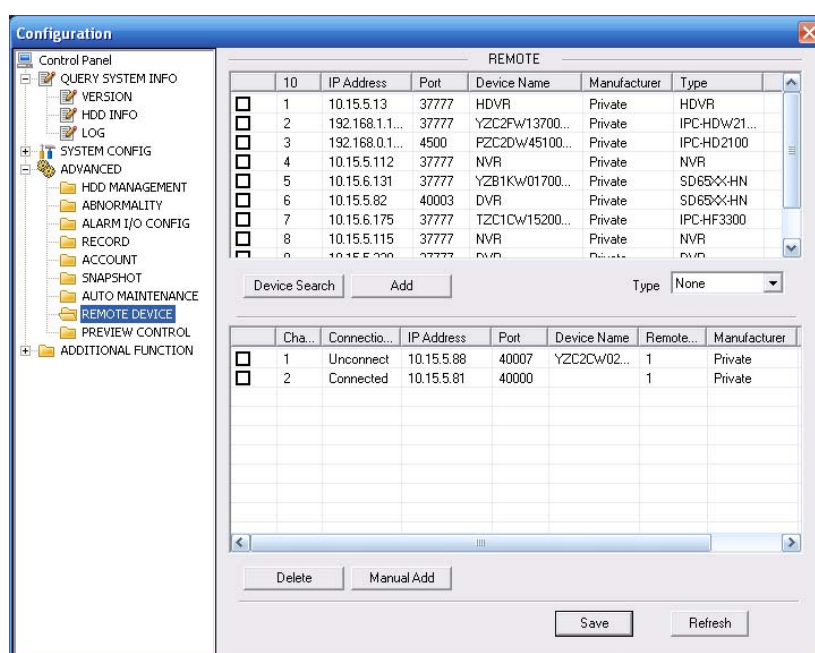 Configuration
Control Panel
QUERY SYSTEM INFO
VERSION
HDD INFO
LOG
SYSTEM CONFIG
ADVANCED
HDD MANAGEMENT
ABNORMALITY
ALARM I/O CONFIG
RECORD
ACCOUNT
SNAPSHOT
AUTO MAINTENANCE
REMOTE DEVICE
PREVIEW CONTROL
ADDITIONAL FUNCTION
REMOTE
10 IP Address Port Device Name Manufacturer Type
1 10.15.5.13 37777 HDVR Private HDVR
2 192.168.1.1... 37777 YZC2FW13700... Private IPC-HDW21...
3 192.168.0.1... 4500 PZC2DW45100... Private IPC-HD2100
4 10.15.5.112 37777 NVR Private NVR
5 10.15.6.131 37777 YZB1KW01700... Private SD65XX-HN
6 10.15.5.82 40003 DVR Private SD65XX-HN
7 10.15.6.175 37777 TZC1CW15200... Private IPC-HF3300
8 10.15.5.115 37777 NVR Private NVR
Device Search Add Type None
Cha... Connectio... IP Address Port Device Name Remote... Manufacturer
1 Unconnect 10.15.5.88 40007 YZC2CW02... 1 Private
2 Connected 10.15.5.81 40000 1 Private
Delete Manual Add
Save Refresh